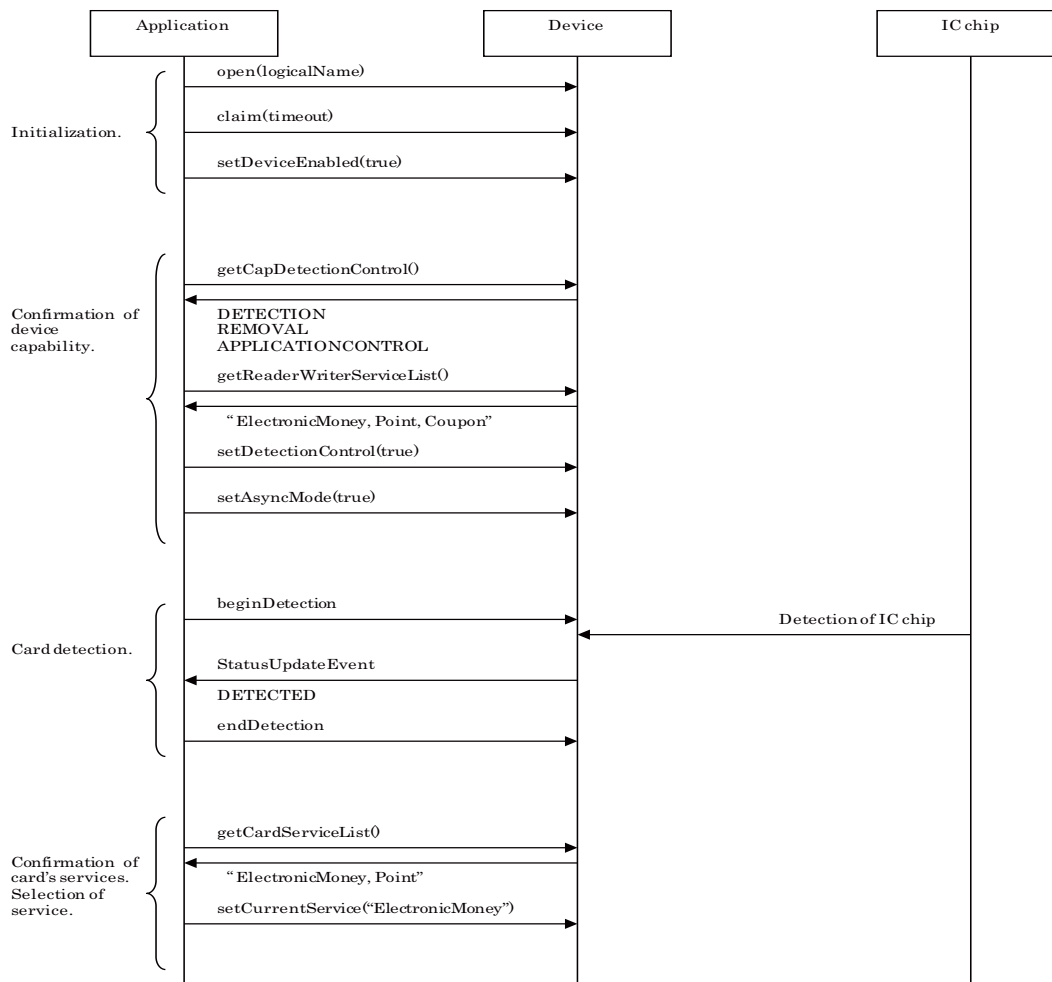 Application
Device
IC chip
open(logicalName)
claim(timeout)
Initialization.
setDeviceEnabled(true)
getCapDetectionControl()
Confirmation of
device
capability.
DETECTION
REMOVAL
APPLICATIONCONTROL
getReaderWriterServiceList()
“ElectronicMoney, Point, Coupon”
setDetectionControl(true)
setAsyncMode(true)
beginDetection
Detection of IC chip
Card detection.
StatusUpdateEvent
DETECTED
endDetection
getCardServiceList()
Confirmation of
card's services.
Selection of
service.
“ElectronicMoney, Point”
setCurrentService(“ElectronicMoney”)